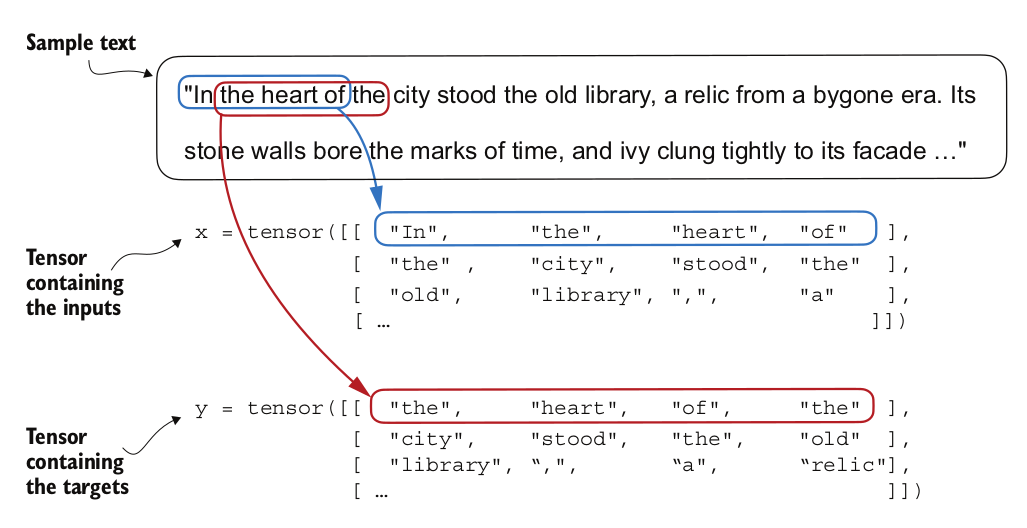 Sample text
"In the heart of the city stood the old library, a relic from a bygone era. Its
stone walls bore the marks of time, and ivy clung tightly to its facade …"
x = tensor([[ "In", "the", "heart", "of" ],
[ "the" , "city", "stood", "the" ],
[ "old", "library", ",", "a" ],
[ … ]])
Tensor
containing
the inputs
y = tensor([[ "the", "heart", "of", "the" ],
[ "city", "stood", "the", "old" ],
[ "library", “,", “a", “relic"],
[ … ]])
Tensor
containing
the targets